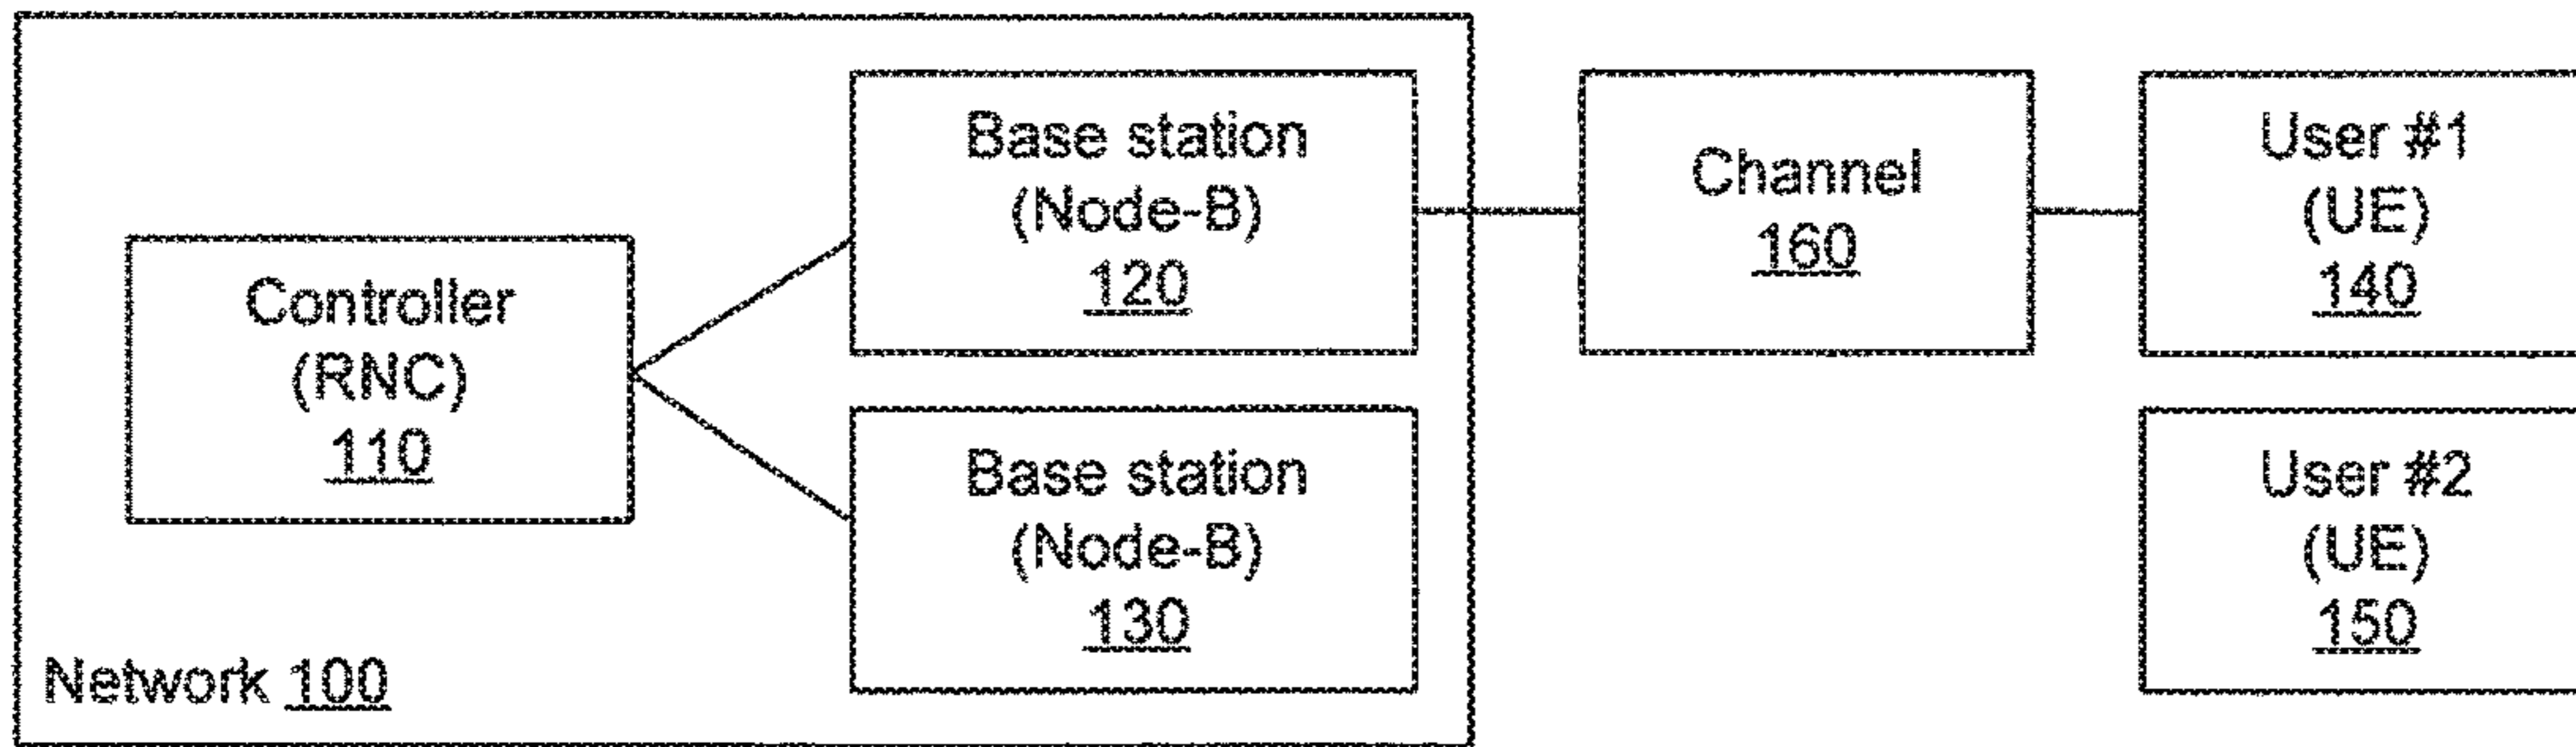 Base station
(Node-B)
120
Channel
160
User #1
(UE)
140
Controller
(RNC)
110
Base station
(Node-B)
130
User #2
(UE)
150
Network 100